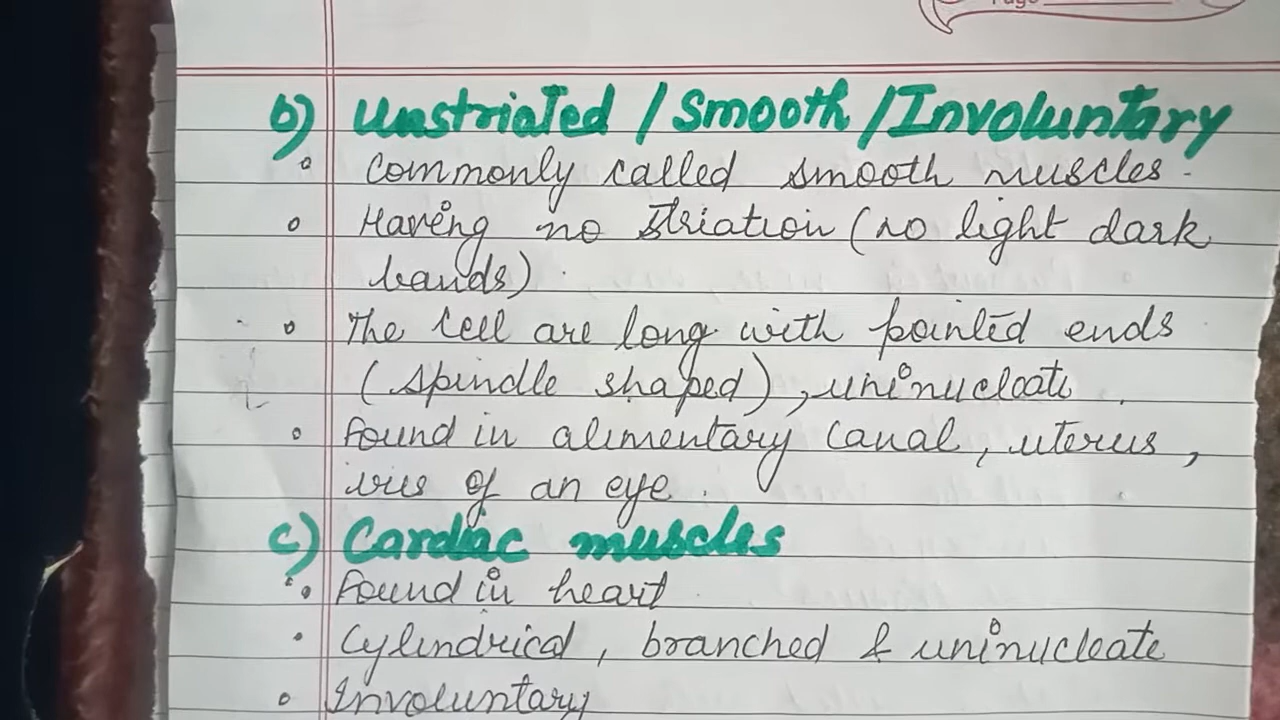 Page
b) Unstriated / Smooth / Involuntary
° Commonly called smooth muscles.
° Having no striation (no light dark
bands).
° The cell are long with pointed ends
(spindle shaped), uninucleate.
° Found in alimentary canal, uterus,
iris of an eye.
c) Cardiac muscles
° Found in heart
° Cylindrical, branched & uninucleate
° Involuntary